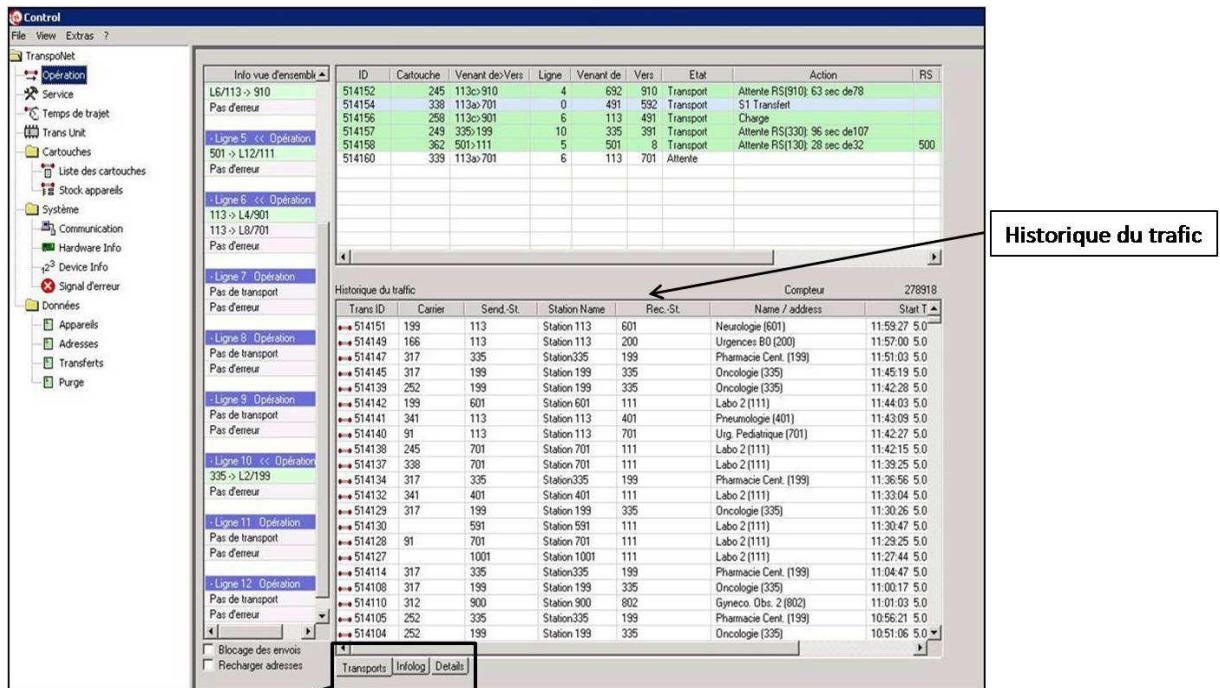 Control
File View Extras ?
TranspoNet
Opération
Service
Temps de trajet
Trans Unit
Cartouches
Liste des cartouches
Stock appareils
Système
Communication
Hardware Info
Device Info
Signal d'erreur
Données
Appareils
Adresses
Transferts
Purge
Info vue d'ensemble
L6/113 -> 910
Pas d'erreur
- Ligne 5 << Opération
501 -> L12/111
Pas d'erreur
- Ligne 6 << Opération
113 -> L4/901
113 -> L8/701
Pas d'erreur
- Ligne 7 Opération
Pas de transport
Pas d'erreur
- Ligne 8 Opération
Pas de transport
Pas d'erreur
- Ligne 9 Opération
Pas de transport
Pas d'erreur
- Ligne 10 << Opération
335 -> L2/199
Pas d'erreur
- Ligne 11 Opération
Pas de transport
Pas d'erreur
- Ligne 12 Opération
Pas de transport
Pas d'erreur
Blocage des envois
Recharger adresses
ID Cartouche Venant de>Vers Ligne Venant de Vers Etat Action RS
514152 245 113c>910 4 692 910 Transport Attente RS(910): 63 sec de78
514154 338 113a>701 0 491 592 Transport S1 Transfert
514156 258 113c>901 6 113 491 Transport Charge
514157 249 335>199 10 335 391 Transport Attente RS(330): 96 sec de107
514158 362 501>111 5 501 8 Transport Attente RS(130): 28 sec de32 500
514160 339 113a>701 6 113 701 Attente
Historique du traffic Compteur 278918
Trans ID Carrier Send.-St. Station Name Rec.-St. Name / address Start T
514151 199 113 Station 113 601 Neurologie (601) 11:59:27 5.0
514149 166 113 Station 113 200 Urgences B0 (200) 11:57:00 5.0
514147 317 335 Station335 199 Pharmacie Cent. (199) 11:51:03 5.0
514145 317 199 Station 199 335 Oncologie (335) 11:45:19 5.0
514139 252 199 Station 199 335 Oncologie (335) 11:42:28 5.0
514142 199 601 Station 601 111 Labo 2 (111) 11:44:03 5.0
514141 341 113 Station 113 401 Pneumologie (401) 11:43:09 5.0
514140 91 113 Station 113 701 Urg. Pediatrique (701) 11:42:27 5.0
514138 245 701 Station 701 111 Labo 2 (111) 11:42:15 5.0
514137 338 701 Station 701 111 Labo 2 (111) 11:39:25 5.0
514134 317 335 Station335 199 Pharmacie Cent. (199) 11:36:56 5.0
514132 341 401 Station 401 111 Labo 2 (111) 11:33:04 5.0
514129 317 199 Station 199 335 Oncologie (335) 11:30:26 5.0
514130 591 Station 591 111 Labo 2 (111) 11:30:47 5.0
514128 91 701 Station 701 111 Labo 2 (111) 11:29:25 5.0
514127 1001 Station 1001 111 Labo 2 (111) 11:27:44 5.0
514114 317 335 Station335 199 Pharmacie Cent. (199) 11:04:47 5.0
514108 317 199 Station 199 335 Oncologie (335) 11:00:17 5.0
514110 312 900 Station 900 802 Gyneco. Obs. 2 (802) 11:01:03 5.0
514105 252 335 Station335 199 Pharmacie Cent. (199) 10:56:21 5.0
514104 252 199 Station 199 335 Oncologie (335) 10:51:06 5.0
Transports Infolog Details
Historique du trafic